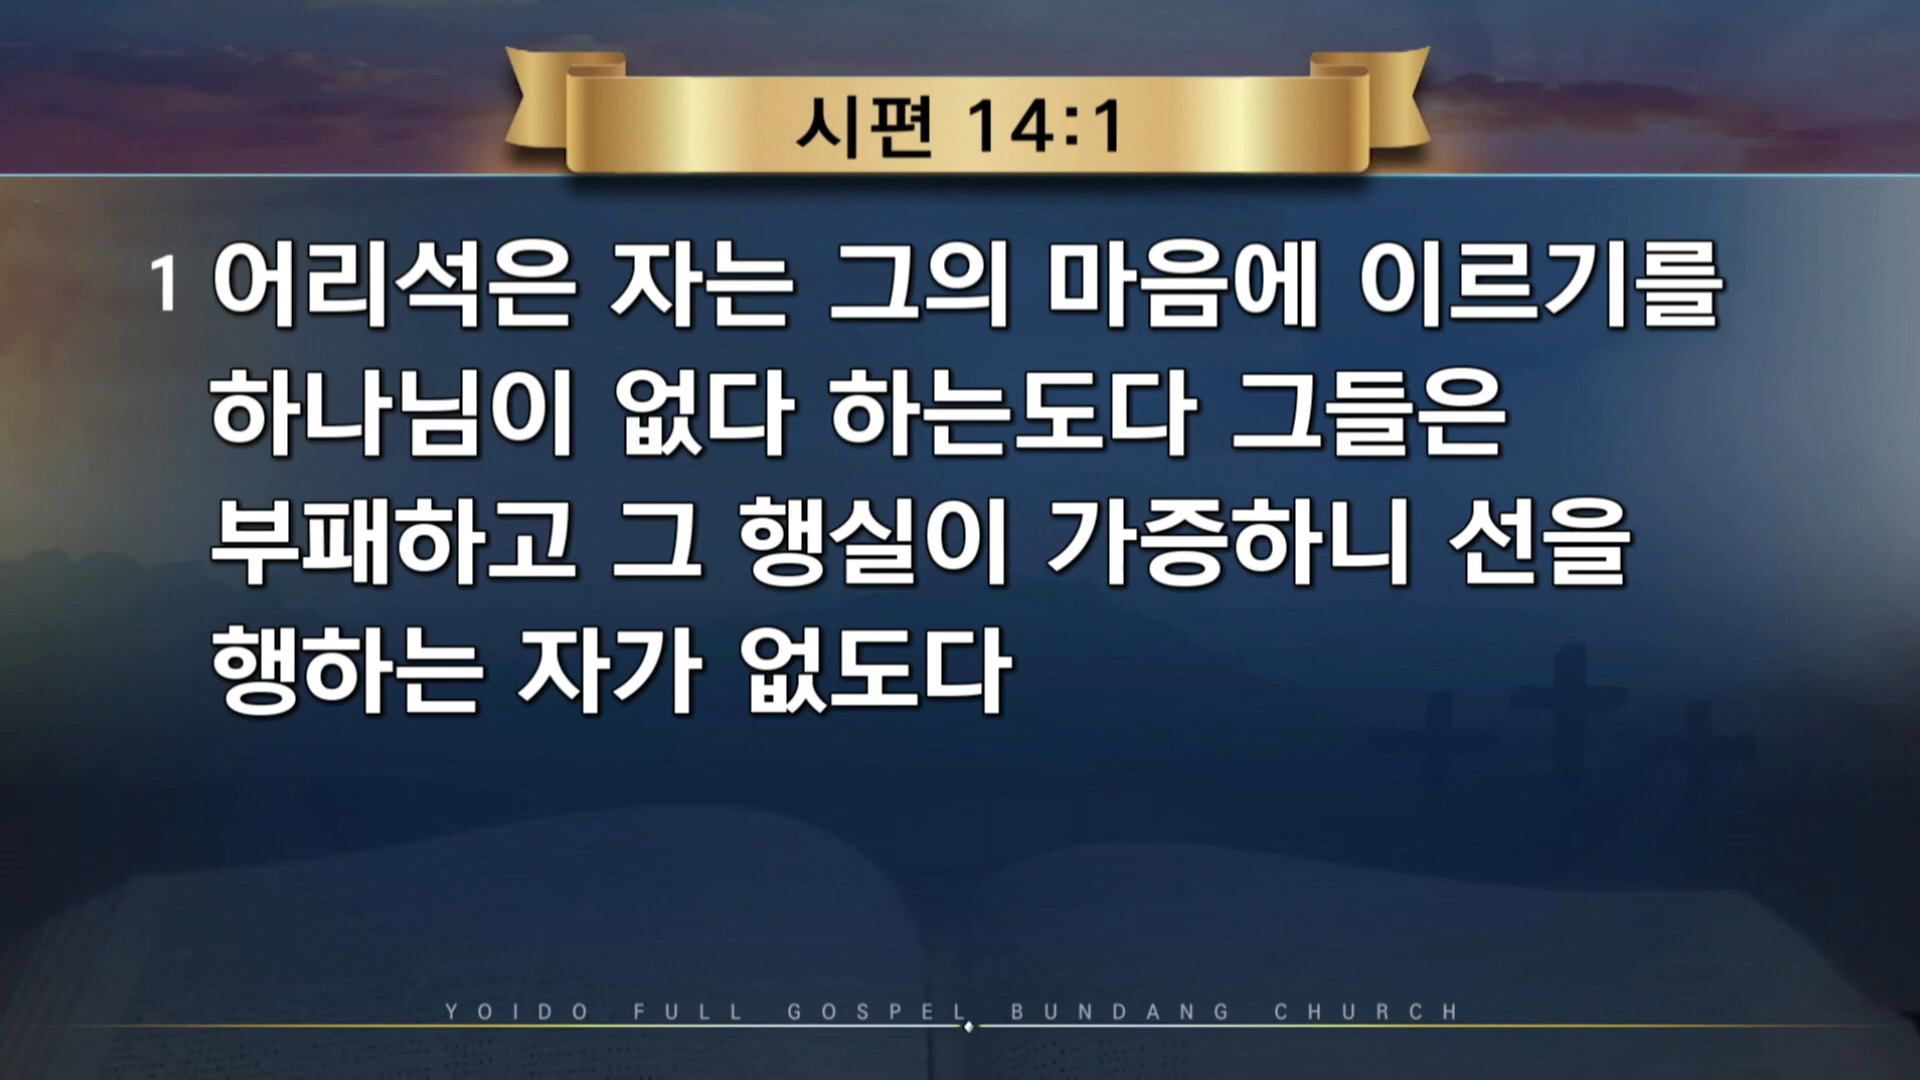 시편 14:1
1 어리석은 자는 그의 마음에 이르기를
하나님이 없다 하는도다 그들은
부패하고 그 행실이 가증하니 선을
행하는 자가 없도다
YOIDO FULL GOSPEL BUNDANG CHURCH